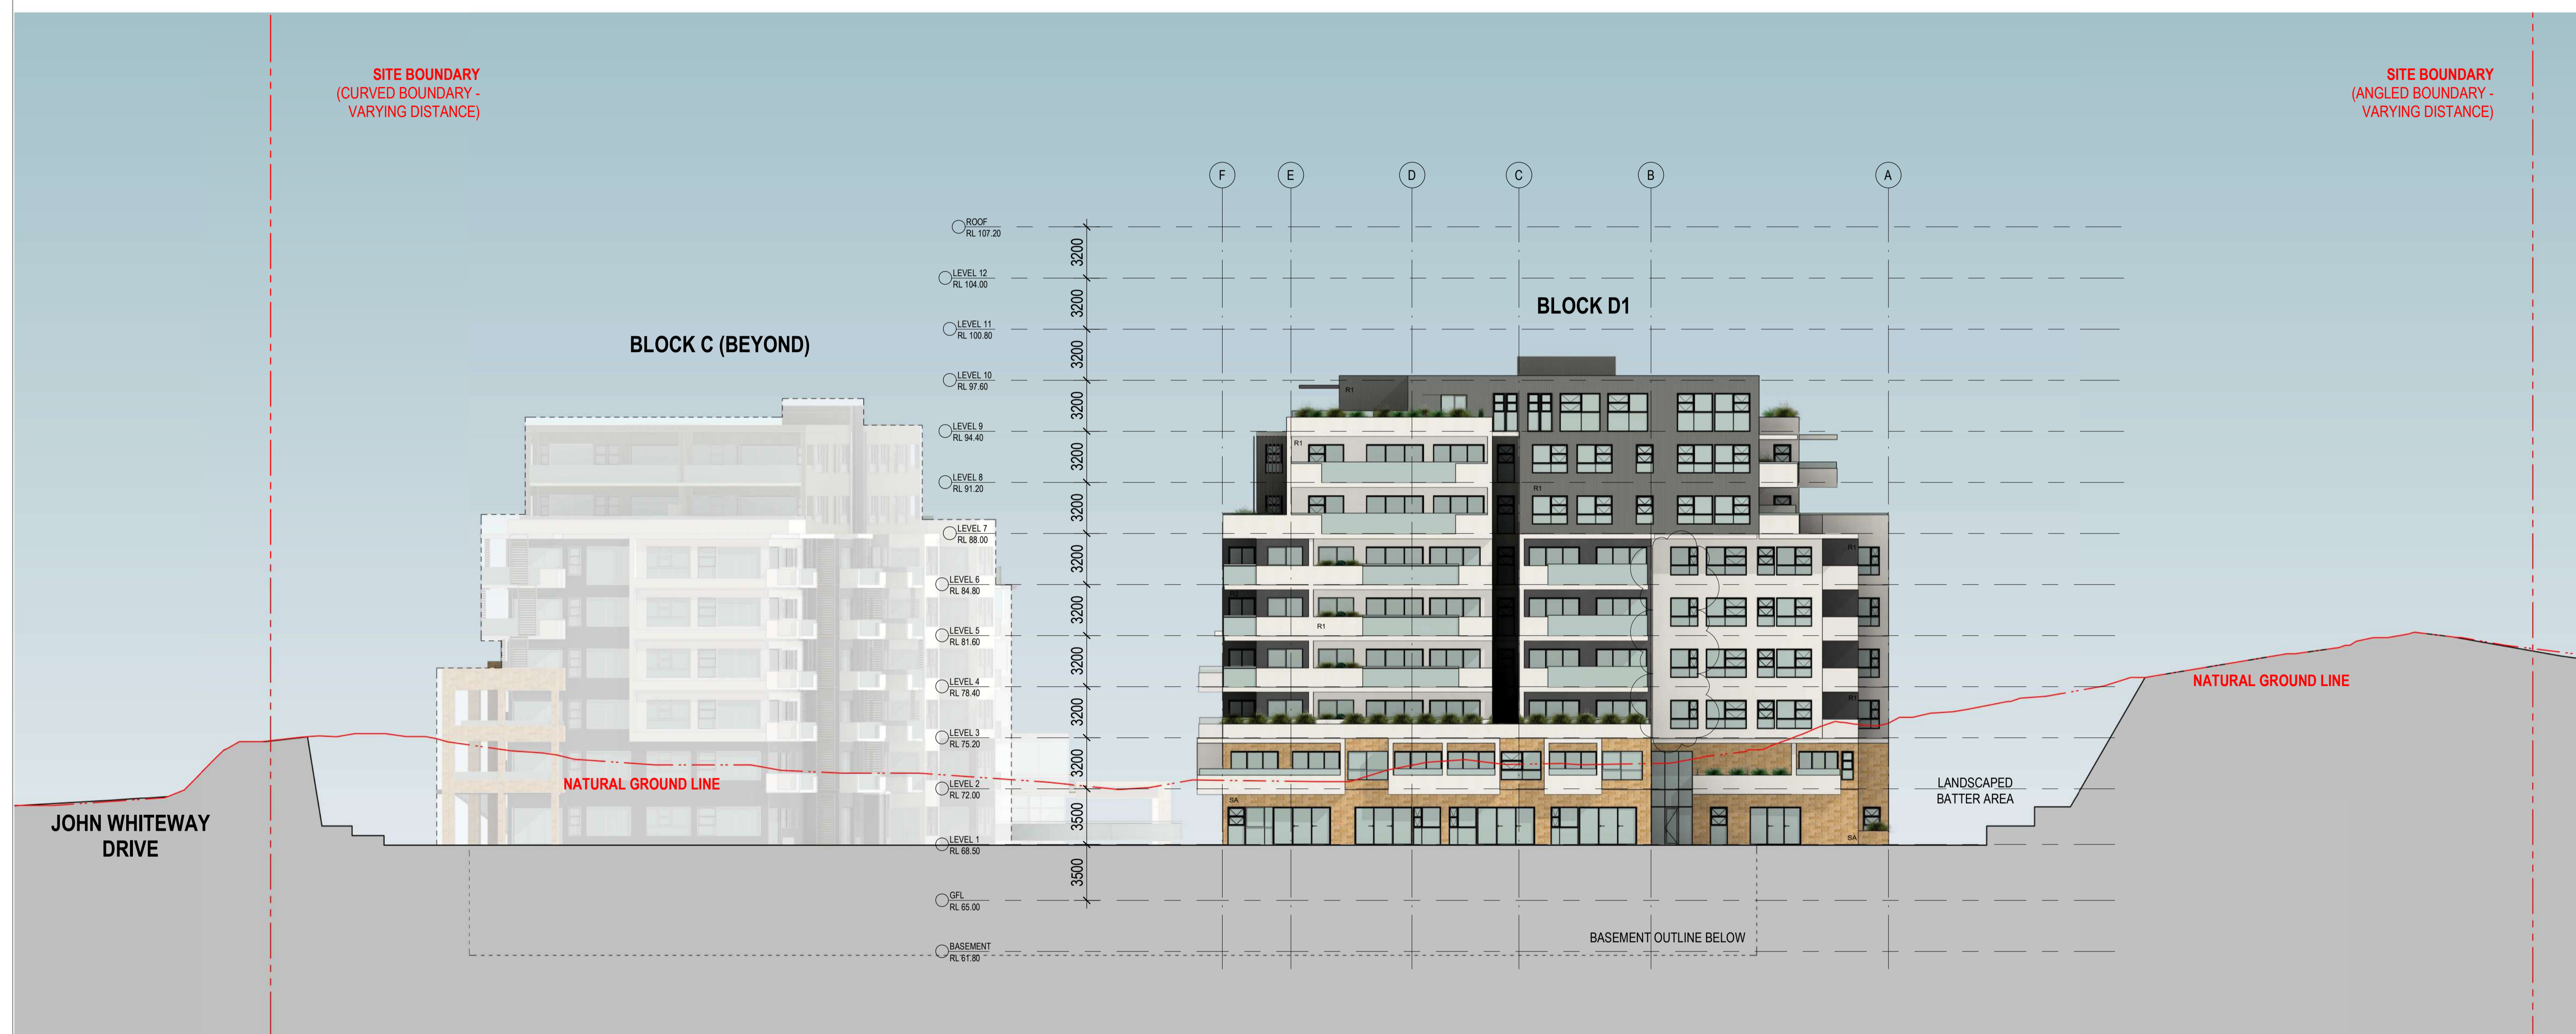 SITE BOUNDARY
(CURVED BOUNDARY -
VARYING DISTANCE)
SITE BOUNDARY
(ANGLED BOUNDARY -
VARYING DISTANCE)
F
E
D
C
B
A
ROOF
RL 107.20
3200
LEVEL 12
RL 104.00
3200
BLOCK D1
LEVEL 11
RL 100.80
BLOCK C (BEYOND)
3200
LEVEL 10
RL 97.60
R1
3200
LEVEL 9
RL 94.40
R1
3200
LEVEL 8
RL 91.20
R1
3200
LEVEL 7
RL 88.00
R1
3200
LEVEL 6
RL 84.80
3200
R1
LEVEL 5
RL 81.60
3200
LEVEL 4
RL 78.40
NATURAL GROUND LINE
R1
3200
LEVEL 3
RL 75.20
3200
NATURAL GROUND LINE
LEVEL 2
RL 72.00
LANDSCAPED
BATTER AREA
SA
3500
JOHN WHITEWAY
DRIVE
SA
LEVEL 1
RL 68.50
3500
GFL
RL 65.00
BASEMENT OUTLINE BELOW
BASEMENT
RL 61.80